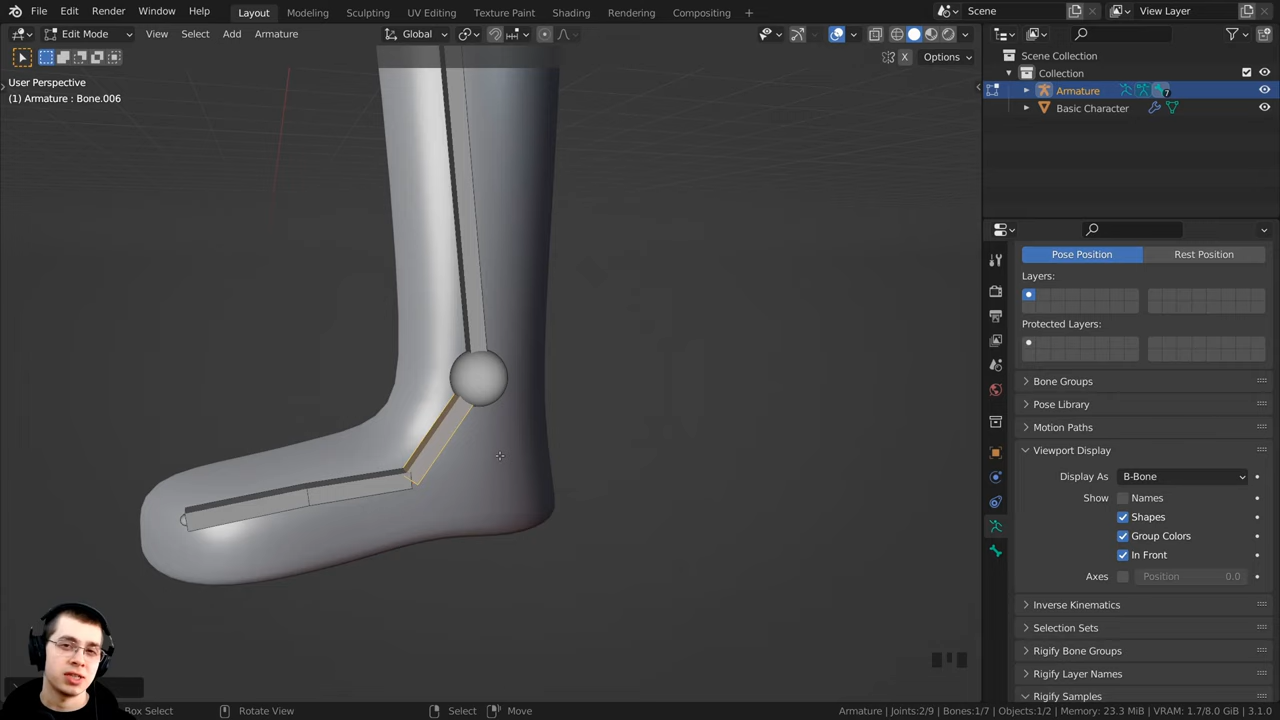 File Edit Render Window Help Layout Modeling Sculpting UV Editing Texture Paint Shading Rendering Compositing + Scene View Layer
Edit Mode View Select Add Armature Global
X Options
User Perspective
(1) Armature : Bone.006
Scene Collection
Collection
Armature 7
Basic Character
Pose Position Rest Position
Layers:
Protected Layers:
Bone Groups
Pose Library
Motion Paths
Viewport Display
Display As B-Bone
Show Names
Shapes
Group Colors
In Front
Axes Position 0.0
Inverse Kinematics
Selection Sets
Rigify Bone Groups
Rigify Layer Names
Rigify Samples
Box Select Rotate View Select Move Armature | Joints:2/9 | Bones:1/7 | Objects:1/2 | Memory: 23.3 MiB | VRAM: 1.7/8.0 GiB | 3.1.0